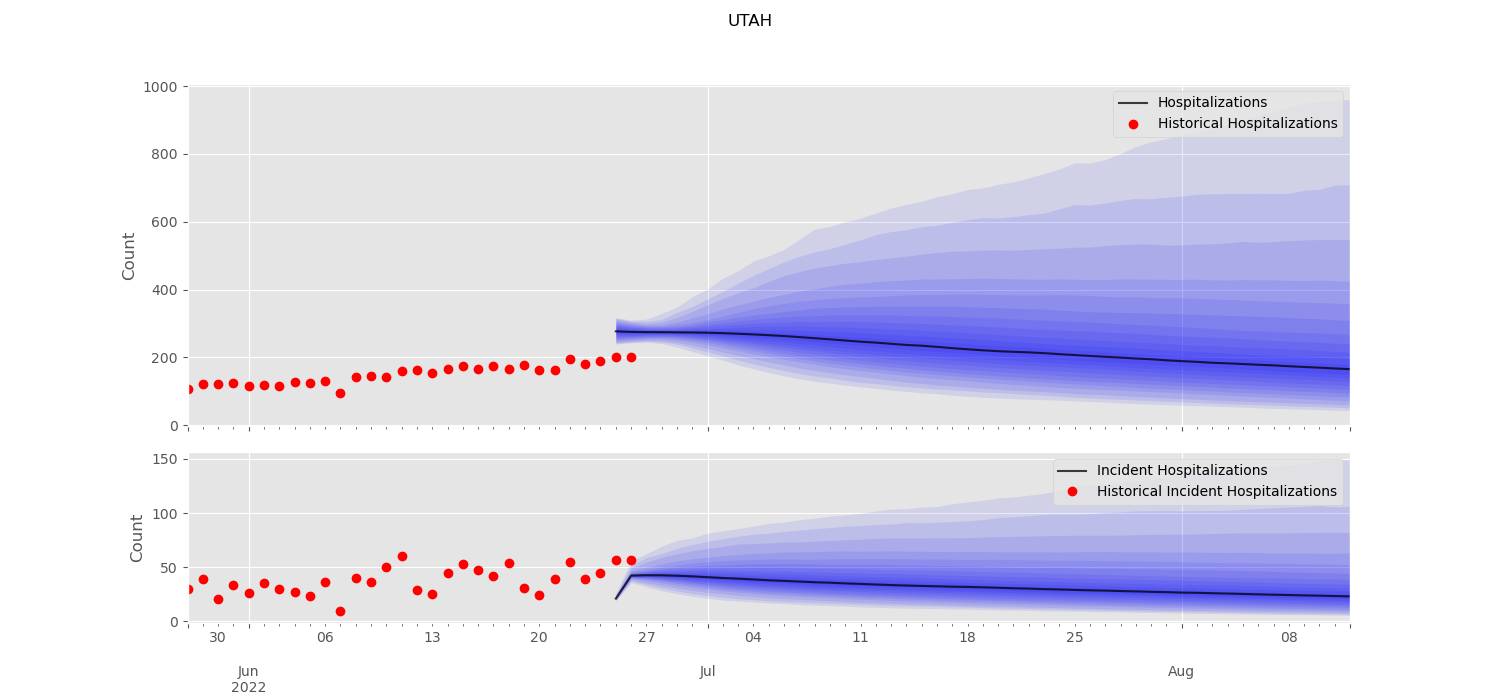 UTAH
1000
800
600
400
200
0
Count
Hospitalizations
Historical Hospitalizations
150
100
50
0
Count
Incident Hospitalizations
Historical Incident Hospitalizations
30 06 13 20 27 04 11 18 25 08
Jun Jul Aug
2022